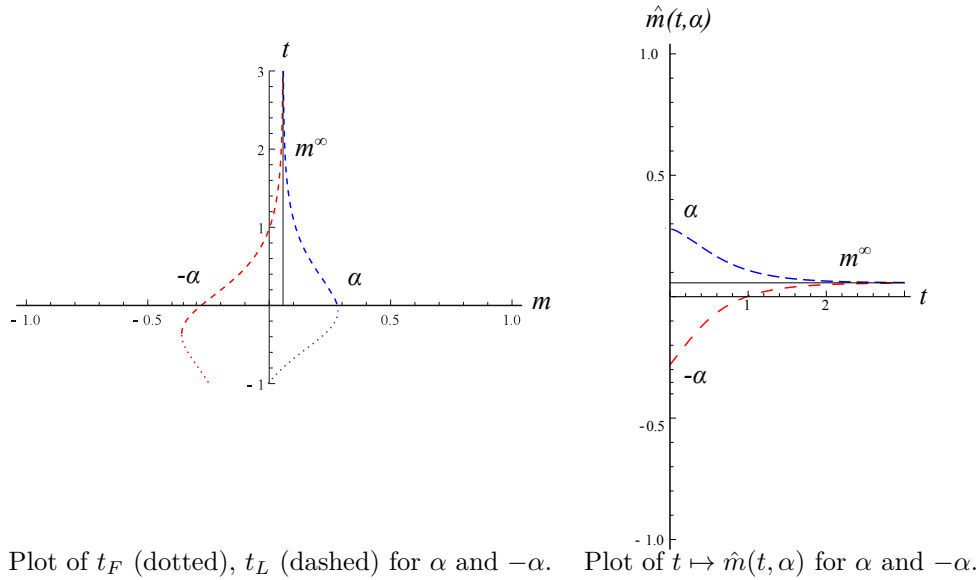 t
3
2
m^∞
1
-α
α
- 1.0
- 0.5
0.5
1.0
m
- 1
m̂(t,α)
1.0
0.5
α
m^∞
1
2
t
-α
- 0.5
- 1.0
Plot of t_F (dotted), t_L (dashed) for α and −α.
Plot of t ↦ m̂(t, α) for α and −α.